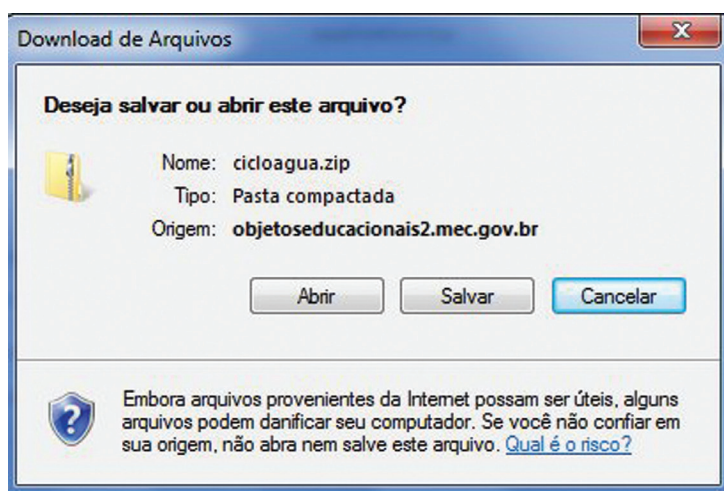 Download de Arquivos
Deseja salvar ou abrir este arquivo?
Nome: cicloagua.zip
Tipo: Pasta compactada
Origem: objetoseducacionais2.mec.gov.br
Abrir Salvar Cancelar
Embora arquivos provenientes da Internet possam ser úteis, alguns
arquivos podem danificar seu computador. Se você não confiar em
sua origem, não abra nem salve este arquivo. Qual é o risco?